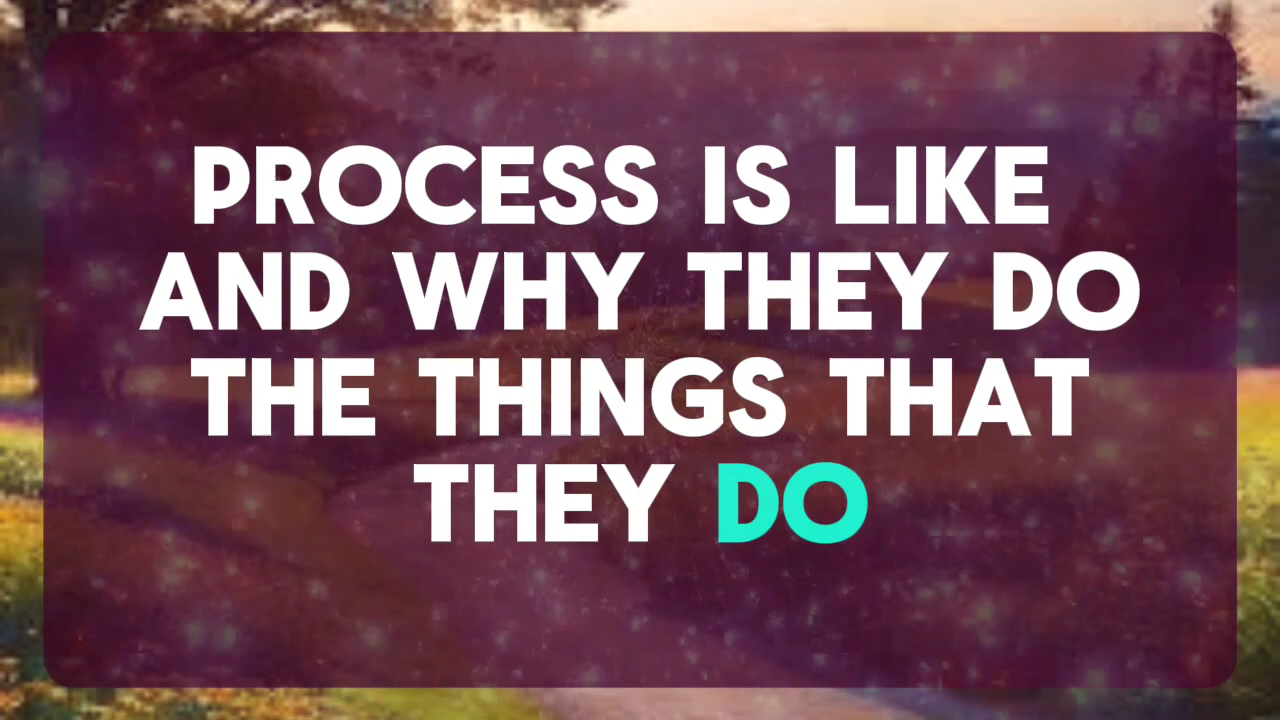 PROCESS IS LIKE
AND WHY THEY DO
THE THINGS THAT
THEY DO